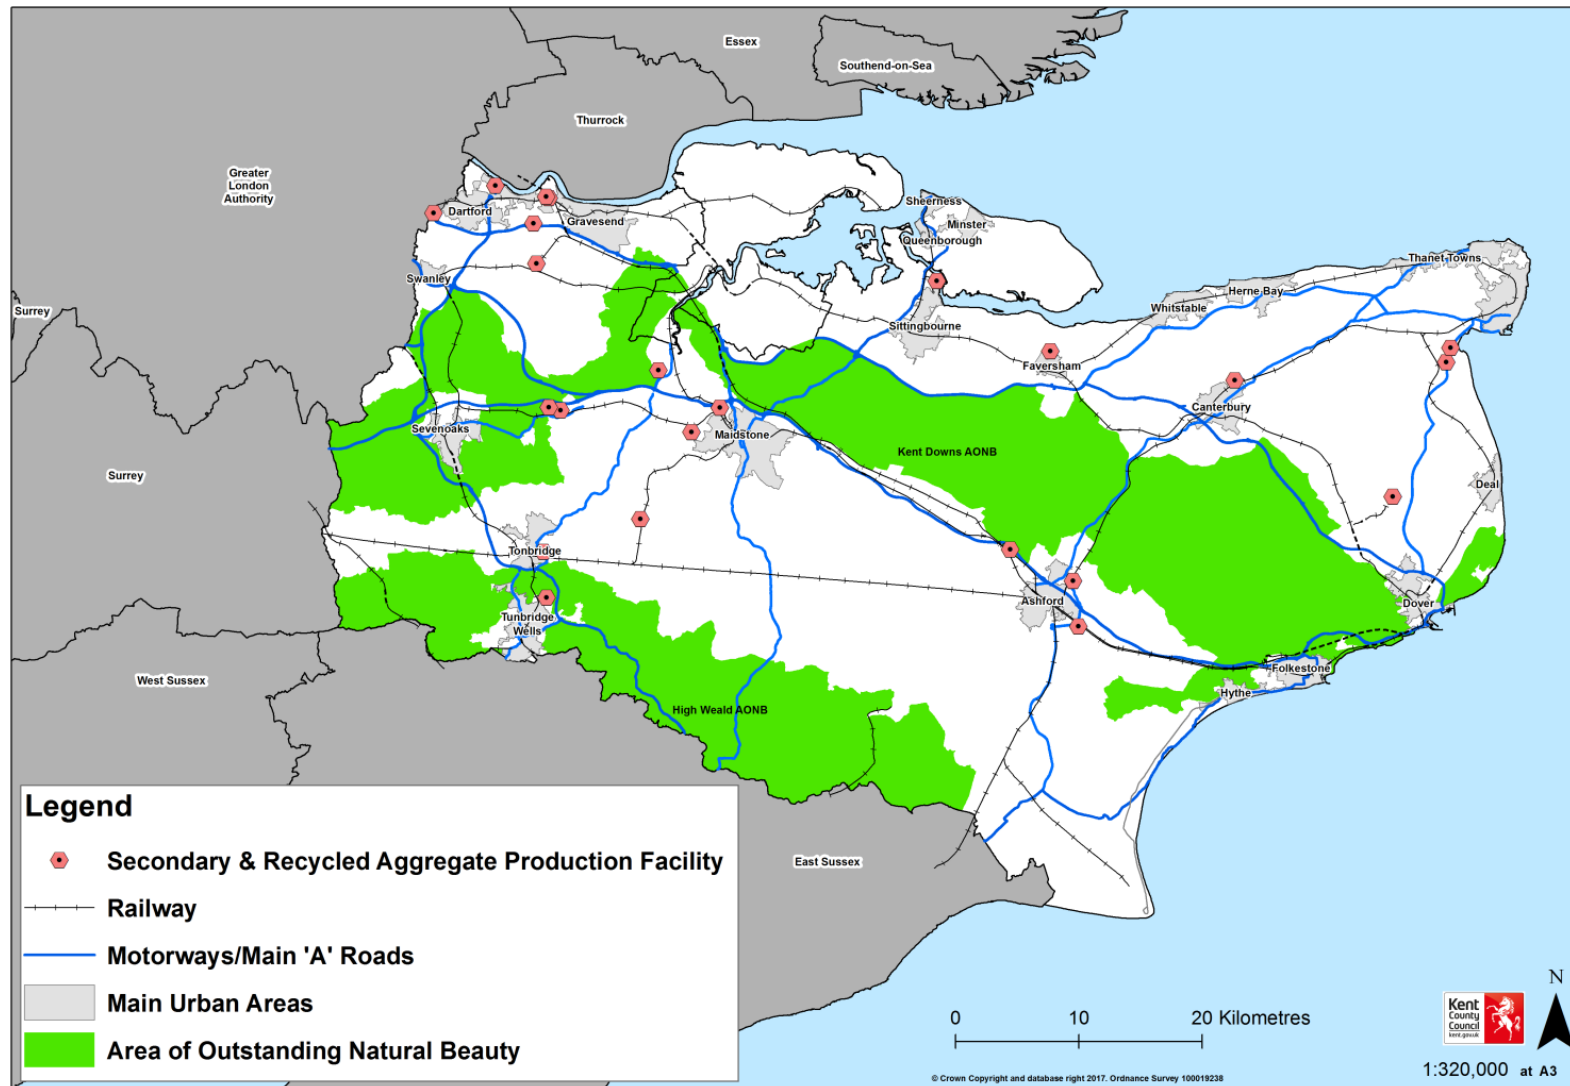 Essex
Southend-on-Sea
Thurrock
Greater
London
Authority
Sheerness
Dartford
Gravesend
Minster
Queenborough
Swanley
Thanet Towns
Herne Bay
Whitstable
Surrey
Sittingbourne
Faversham
Canterbury
Sevenoaks
Maidstone
Kent Downs AONB
Surrey
Deal
Tonbridge
Ashford
Dover
Tunbridge
Wells
Folkestone
West Sussex
Hythe
High Weald AONB
East Sussex
Legend
Secondary & Recycled Aggregate Production Facility
Railway
Motorways/Main 'A' Roads
Main Urban Areas
Area of Outstanding Natural Beauty
0 10 20 Kilometres
N
Kent
County
Council
kent.gov.uk
1:320,000 at A3
© Crown Copyright and database right 2017. Ordnance Survey 100019238